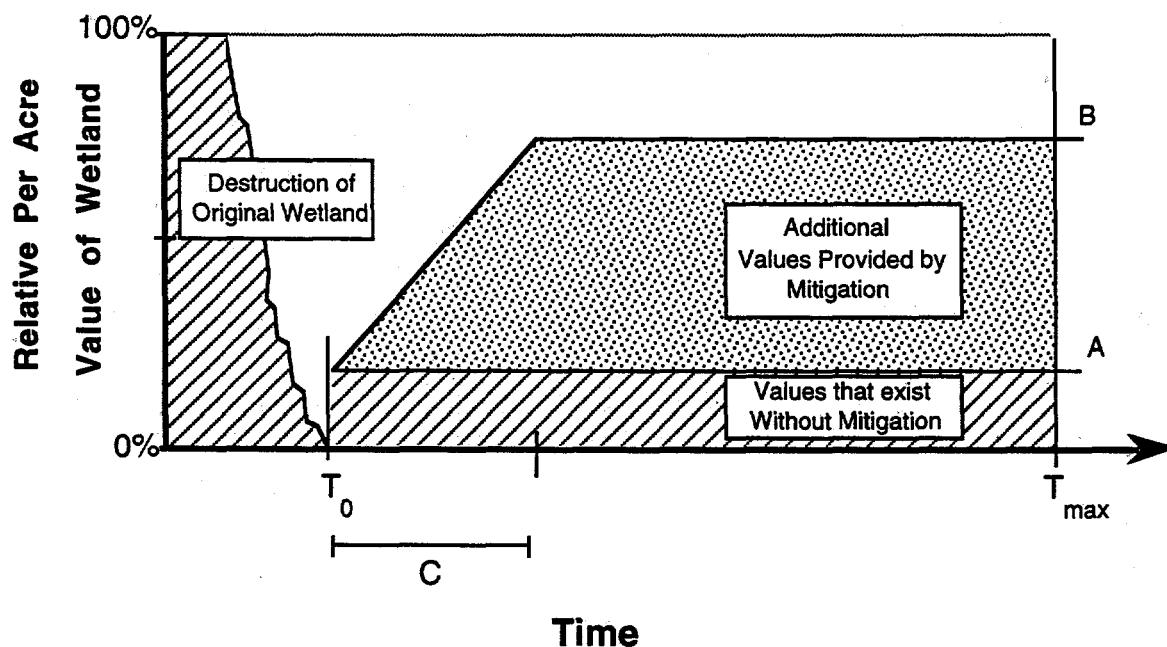 100%
Relative Per Acre
Value of Wetland
Destruction of
Original Wetland
Additional
Values Provided by
Mitigation
Values that exist
Without Mitigation
B
A
0%
T0
Tmax
C
Time